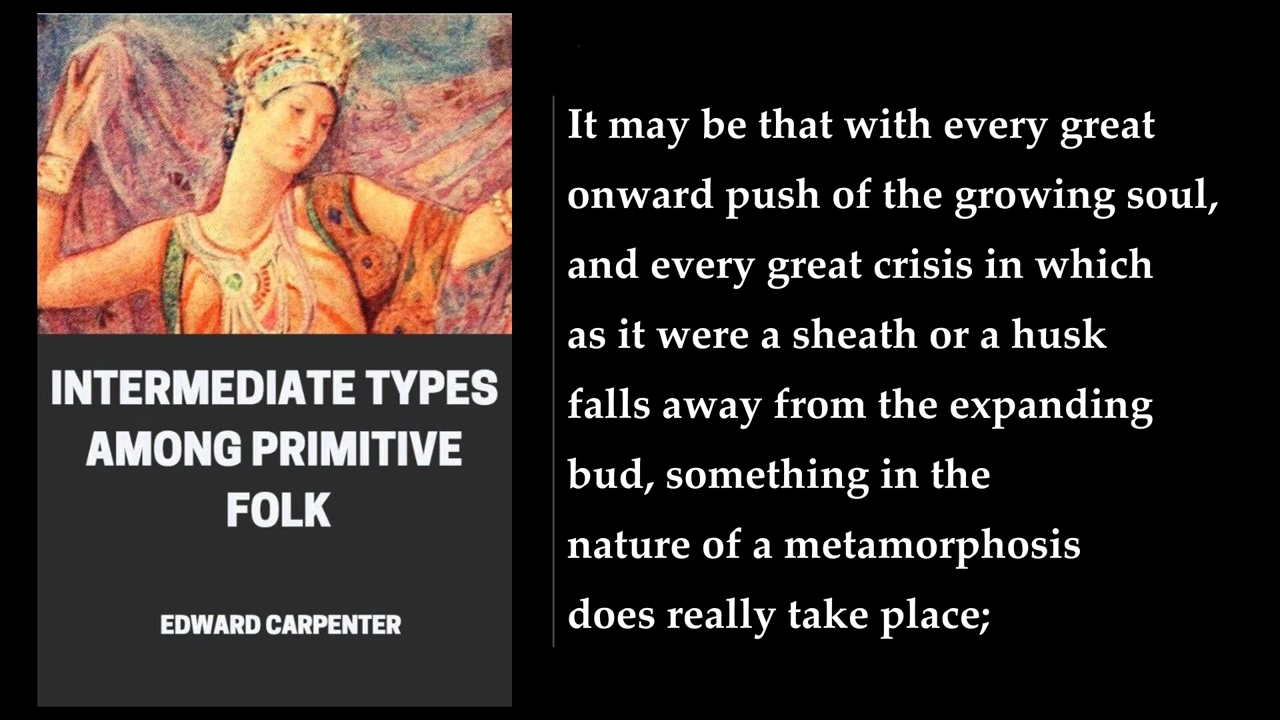 INTERMEDIATE TYPES
AMONG PRIMITIVE
FOLK
EDWARD CARPENTER
It may be that with every great
onward push of the growing soul,
and every great crisis in which
as it were a sheath or a husk
falls away from the expanding
bud, something in the
nature of a metamorphosis
does really take place;